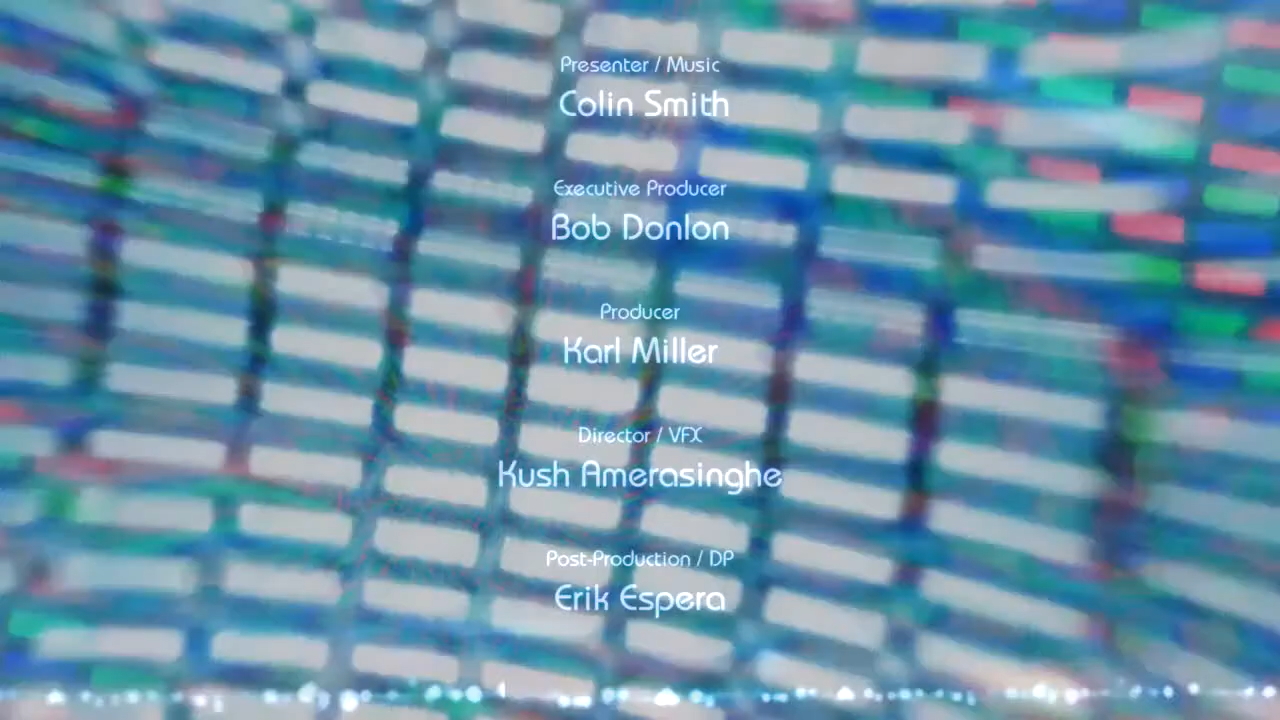 Presenter / Music
Colin Smith
Executive Producer
Bob Donlon
Producer
Karl Miller
Director / VFX
Kush Amerasinghe
Post-Production / DP
Erik Espera